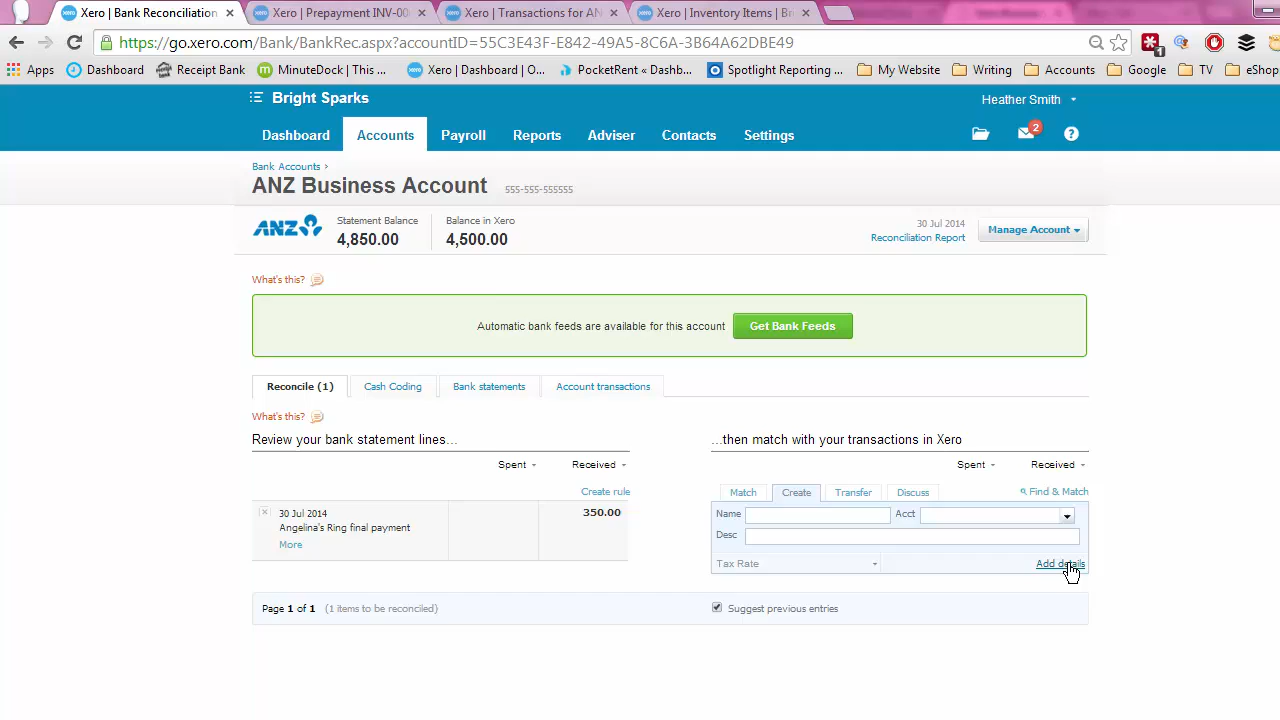 Xero | Bank Reconciliation
Xero | Prepayment INV-00
Xero | Transactions for AN
Xero | Inventory Items | Bri
https://go.xero.com/Bank/BankRec.aspx?accountID=55C3E43F-E842-49A5-8C6A-3B64A62DBE49
1
Apps
Dashboard
Receipt Bank
MinuteDock | This ...
Xero | Dashboard | O...
PocketRent « Dashb...
Spotlight Reporting ...
My Website
Writing
Accounts
Google
TV
eShop
Bright Sparks
Heather Smith
Dashboard
Accounts
Payroll
Reports
Adviser
Contacts
Settings
2
?
Bank Accounts >
ANZ Business Account 555-555-555555
ANZ
Statement Balance
4,850.00
Balance in Xero
4,500.00
30 Jul 2014
Reconciliation Report
Manage Account
What's this?
Automatic bank feeds are available for this account
Get Bank Feeds
Reconcile (1)
Cash Coding
Bank statements
Account transactions
What's this?
Review your bank statement lines...
...then match with your transactions in Xero
Spent
Received
Spent
Received
Create rule
Match
Create
Transfer
Discuss
Find & Match
30 Jul 2014
Angelina's Ring final payment
More
350.00
Name
Acct
Desc
Tax Rate
Add details
Page 1 of 1 (1 items to be reconciled)
Suggest previous entries